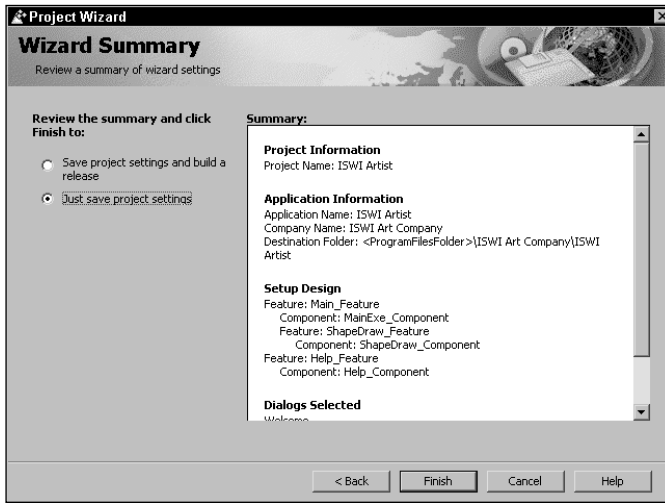 Project Wizard
Wizard Summary
Review a summary of wizard settings
Review the summary and click
Finish to:
Save project settings and build a
release
Just save project settings
Summary:
Project Information
Project Name: ISWI Artist
Application Information
Application Name: ISWI Artist
Company Name: ISWI Art Company
Destination Folder: <ProgramFilesFolder>\ISWI Art Company\ISWI
Artist
Setup Design
Feature: Main_Feature
Component: MainExe_Component
Feature: ShapeDraw_Feature
Component: ShapeDraw_Component
Feature: Help_Feature
Component: Help_Component
Dialogs Selected
Welcome
< Back
Finish
Cancel
Help